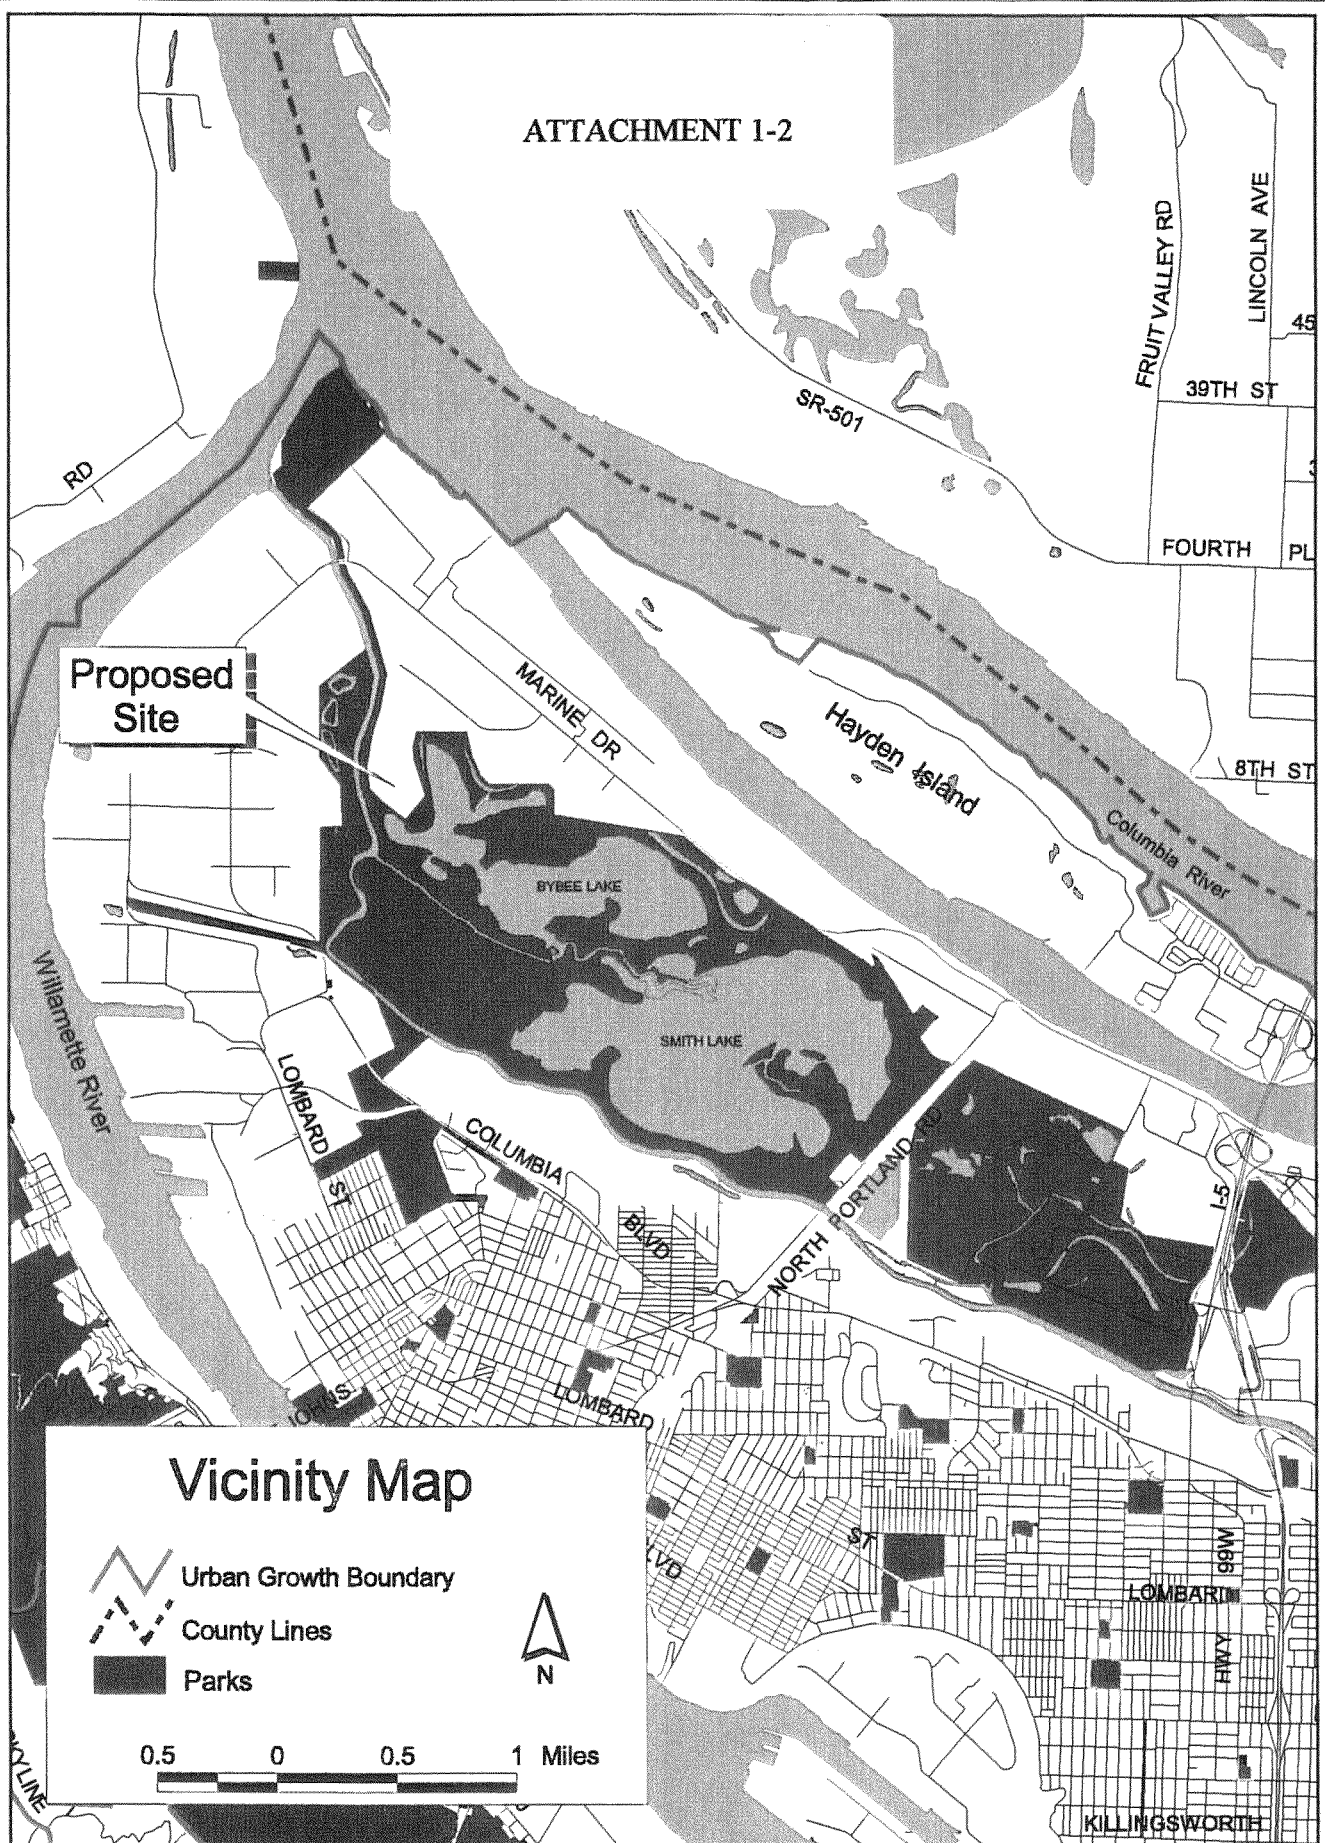 ATTACHMENT 1-2
FRUIT VALLEY RD
LINCOLN AVE
45
39TH ST
SR-501
RD
FOURTH
PL
Proposed
Site
MARINE DR
Hayden Island
8TH ST
Columbia River
BYBEE LAKE
Willamette River
SMITH LAKE
LOMBARD
ST
COLUMBIA
BLVD
NORTH PORTLAND RD
I-5
JOHNS
LOMBARD
ST
99W
HWY
LOMBARD
KILLINGSWORTH
Vicinity Map
Urban Growth Boundary
County Lines
Parks
N
0.5 0 0.5 1 Miles